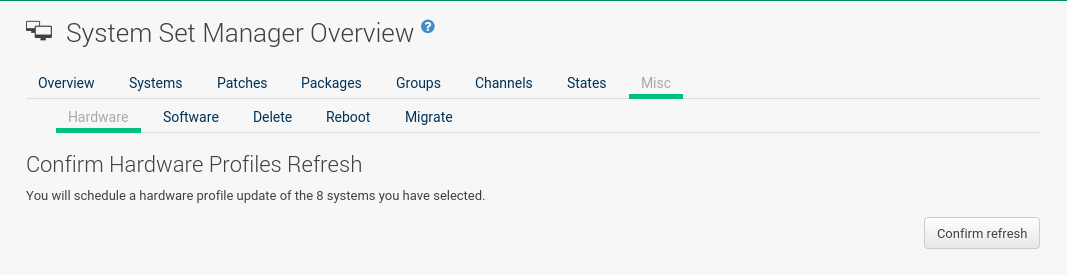 System Set Manager Overview ?
Overview Systems Patches Packages Groups Channels States Misc
Hardware Software Delete Reboot Migrate
Confirm Hardware Profiles Refresh
You will schedule a hardware profile update of the 8 systems you have selected.
Confirm refresh